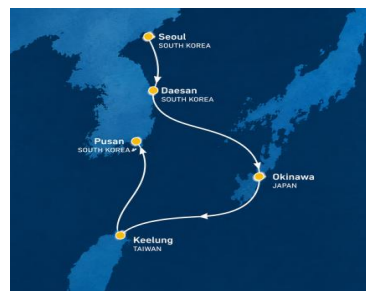 Seoul
SOUTH KOREA
Daesan
SOUTH KOREA
Pusan
SOUTH KOREA
Okinawa
JAPAN
Keelung
TAIWAN